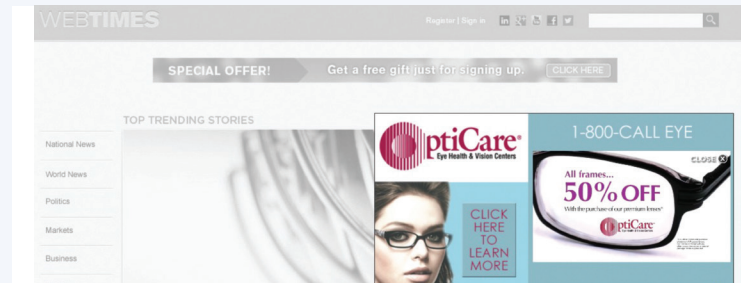 WEBTIMES
Register | Sign in
SPECIAL OFFER! Get a free gift just for signing up. CLICK HERE
TOP TRENDING STORIES
National News
World News
Politics
Markets
Business
OptiCare®
Eye Health & Vision Centers
CLICK
HERE
TO
LEARN
MORE
1-800-CALL EYE
CLOSE X
All frames...
50% OFF
With the purchase of our premium lenses*
OptiCare